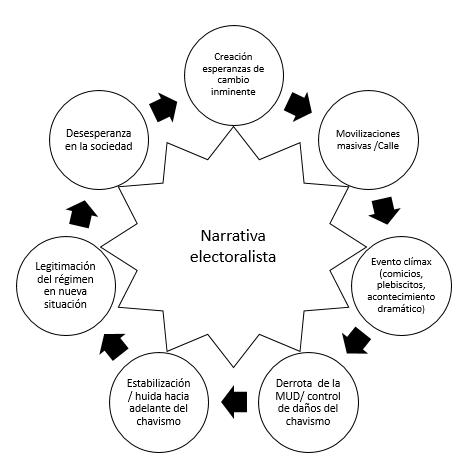 Creación
esperanzas de
cambio
inminente
Movilizaciones
masivas /Calle
Evento clímax
(comicios,
plebiscitos,
acontecimiento
dramático)
Derrota de la
MUD/ control
de daños del
chavismo
Estabilización
/ huida hacia
adelante del
chavismo
Legitimación
del régimen
en nueva
situación
Desesperanza
en la sociedad
Narrativa
electoralista